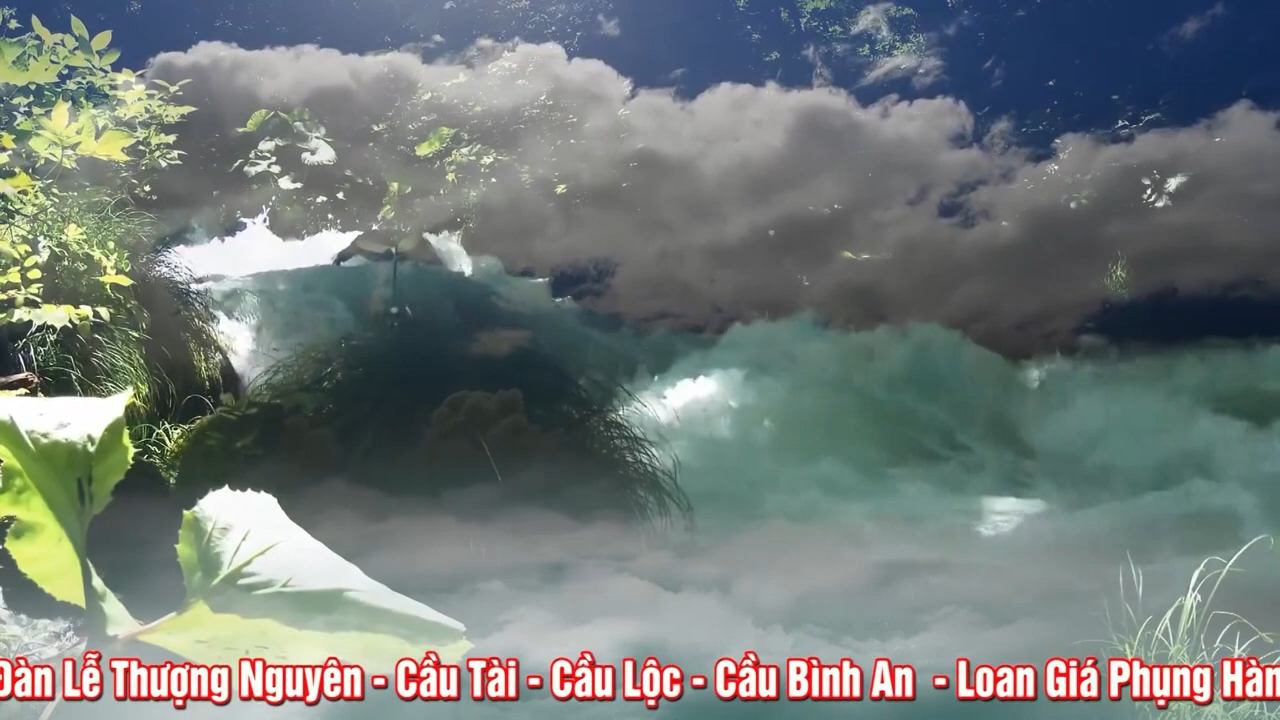 Đàn Lễ Thượng Nguyên - Cầu Tài - Cầu Lộc - Cầu Bình An - Loan Giá Phụng Hàn